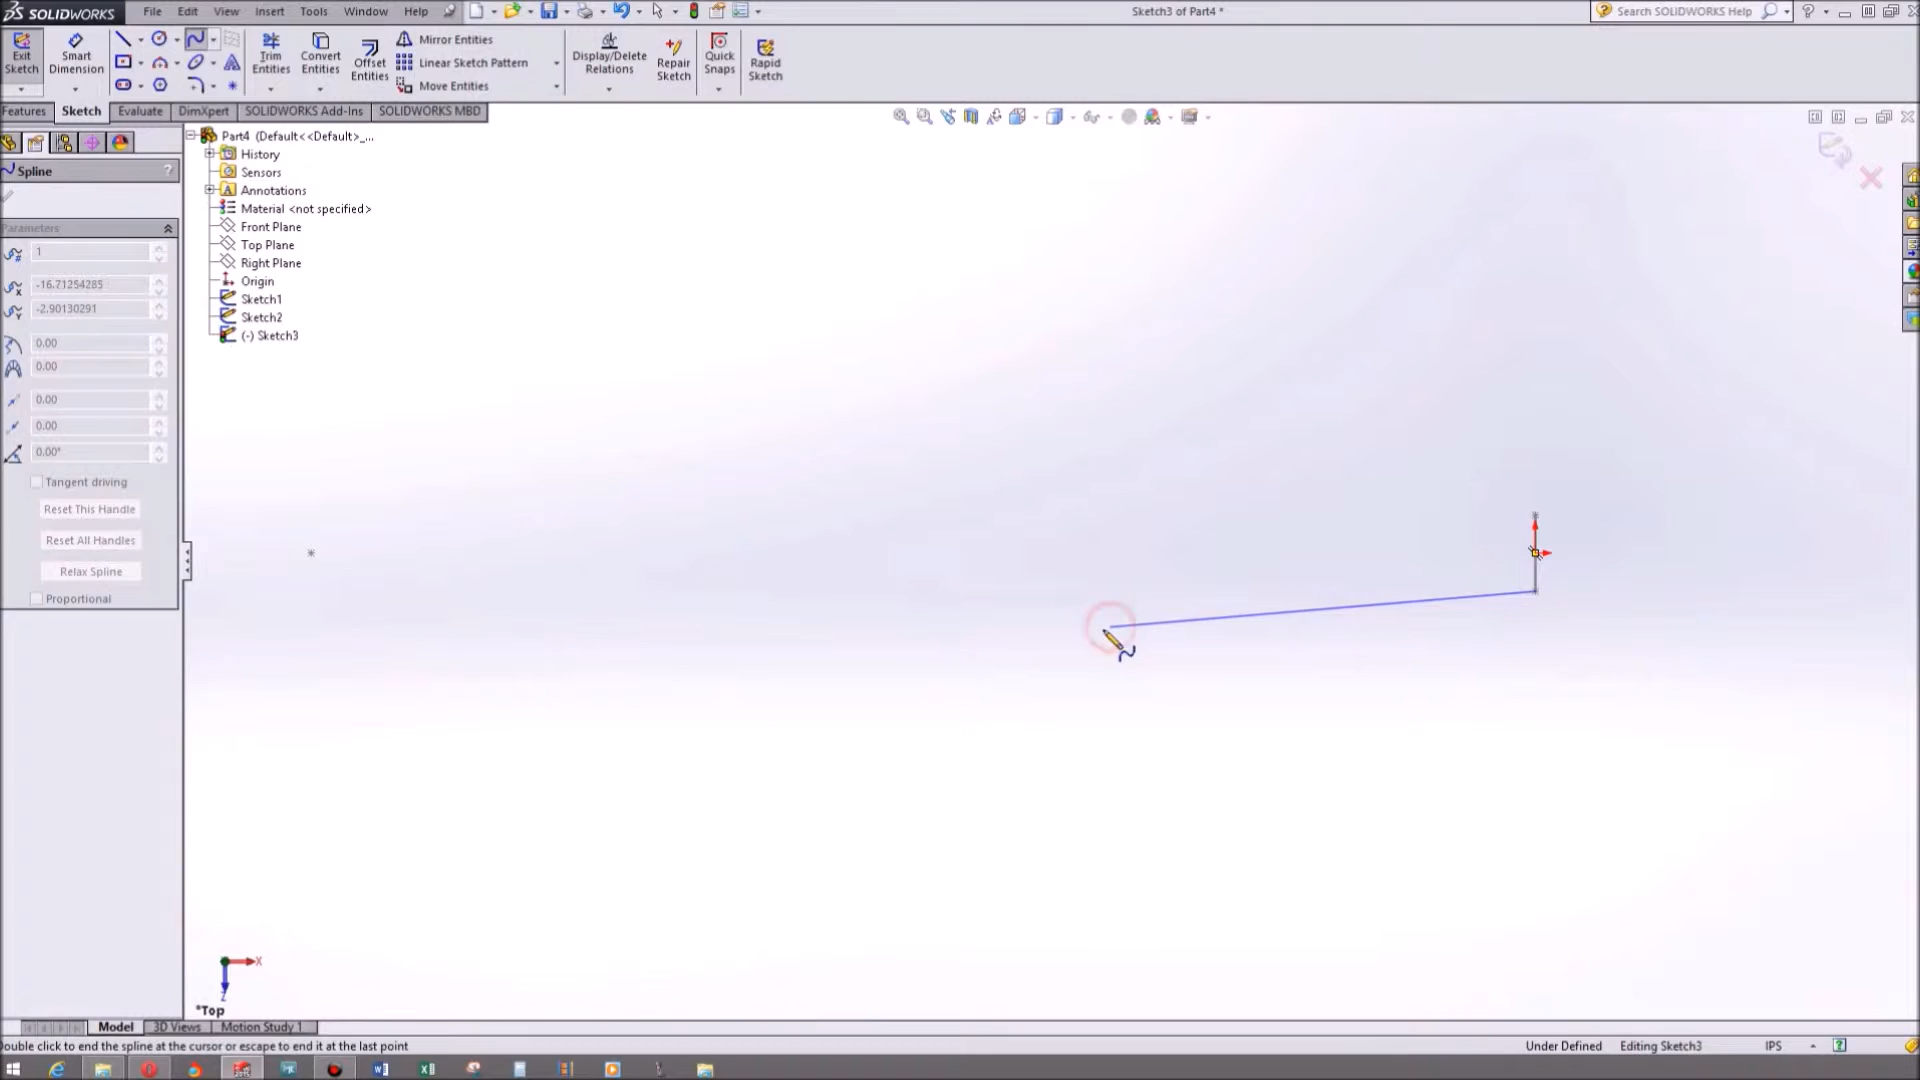 SOLIDWORKS File Edit View Insert Tools Window Help Sketch3 of Part4 * Search SOLIDWORKS Help
Exit Sketch
Smart Dimension
Trim Entities
Convert Entities
Offset Entities
Mirror Entities
Linear Sketch Pattern
Move Entities
Display/Delete Relations
Repair Sketch
Quick Snaps
Rapid Sketch
Features Sketch Evaluate DimXpert SOLIDWORKS Add-Ins SOLIDWORKS MBD
Spline ?
Parameters
1
-16.71254285
-2.90130291
0.00
0.00
0.00
0.00
0.00°
Tangent driving
Reset This Handle
Reset All Handles
Relax Spline
Proportional
Part4 (Default<<Default>_...
History
Sensors
Annotations
Material <not specified>
Front Plane
Top Plane
Right Plane
Origin
Sketch1
Sketch2
(-) Sketch3
X
Z
*Top
Model 3D Views Motion Study 1
Double click to end the spline at the cursor or escape to end it at the last point Under Defined Editing Sketch3 IPS